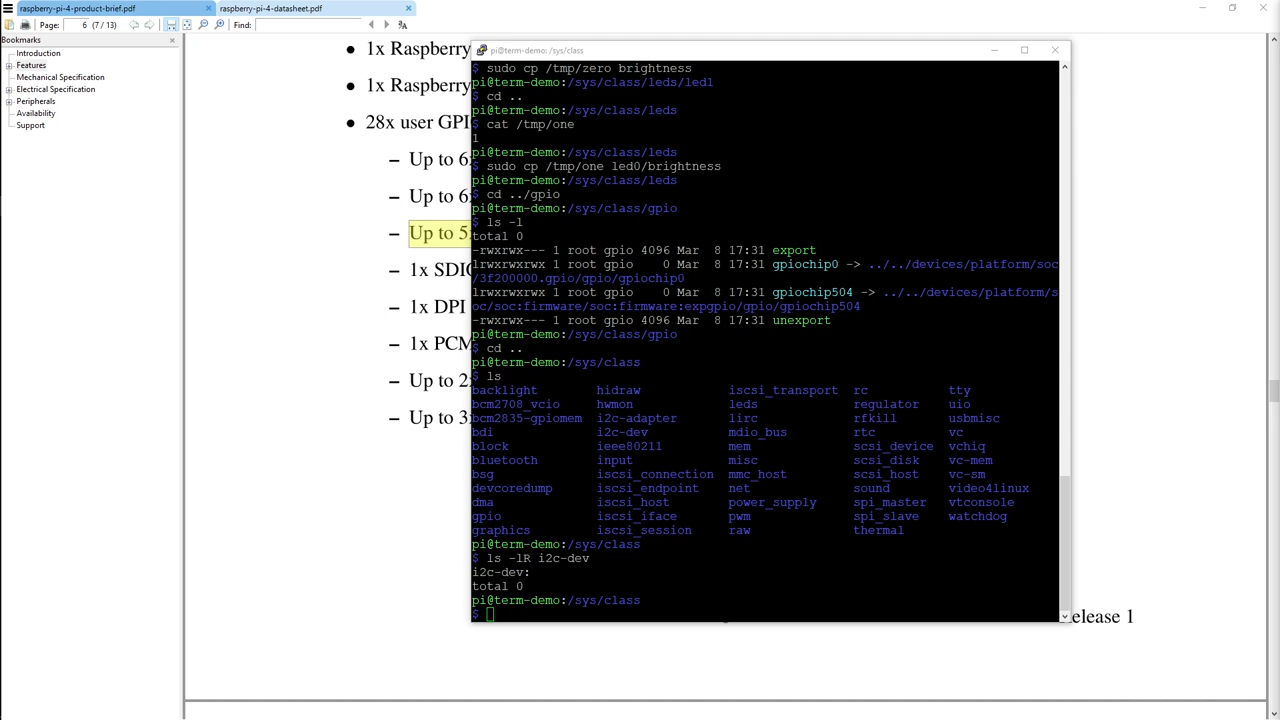 raspberry-pi-4-product-brief.pdf
raspberry-pi-4-datasheet.pdf
Page: 6 (7 / 13)
Find:
Bookmarks
Introduction
Features
Mechanical Specification
Electrical Specification
Peripherals
Availability
Support
• 1x Raspberry
• 1x Raspberry
• 28x user GPI
– Up to 6
– Up to 6
– Up to 5
– 1x SDIO
– 1x DPI
– 1x PCM
– Up to 2
– Up to 3
elease 1
pi@term-demo: /sys/class
$ sudo cp /tmp/zero brightness
pi@term-demo:/sys/class/leds/led1
$ cd ..
pi@term-demo:/sys/class/leds
$ cat /tmp/one
1
pi@term-demo:/sys/class/leds
$ sudo cp /tmp/one led0/brightness
pi@term-demo:/sys/class/leds
$ cd ../gpio
pi@term-demo:/sys/class/gpio
$ ls -l
total 0
-rwxrwx--- 1 root gpio 4096 Mar  8 17:31 export
lrwxrwxrwx 1 root gpio    0 Mar  8 17:31 gpiochip0 -> ../../devices/platform/soc
/3f200000.gpio/gpio/gpiochip0
lrwxrwxrwx 1 root gpio    0 Mar  8 17:31 gpiochip504 -> ../../devices/platform/s
oc/soc:firmware/soc:firmware:expgpio/gpio/gpiochip504
-rwxrwx--- 1 root gpio 4096 Mar  8 17:31 unexport
pi@term-demo:/sys/class/gpio
$ cd ..
pi@term-demo:/sys/class
$ ls
backlight hidraw iscsi_transport rc tty
bcm2708_vcio hwmon leds regulator uio
bcm2835-gpiomem i2c-adapter lirc rfkill usbmisc
bdi i2c-dev mdio_bus rtc vc
block ieee80211 mem scsi_device vchiq
bluetooth input misc scsi_disk vc-mem
bsg iscsi_connection mmc_host scsi_host vc-sm
devcoredump iscsi_endpoint net sound video4linux
dma iscsi_host power_supply spi_master vtconsole
gpio iscsi_iface pwm spi_slave watchdog
graphics iscsi_session raw thermal
pi@term-demo:/sys/class
$ ls -lR i2c-dev
i2c-dev:
total 0
pi@term-demo:/sys/class
$